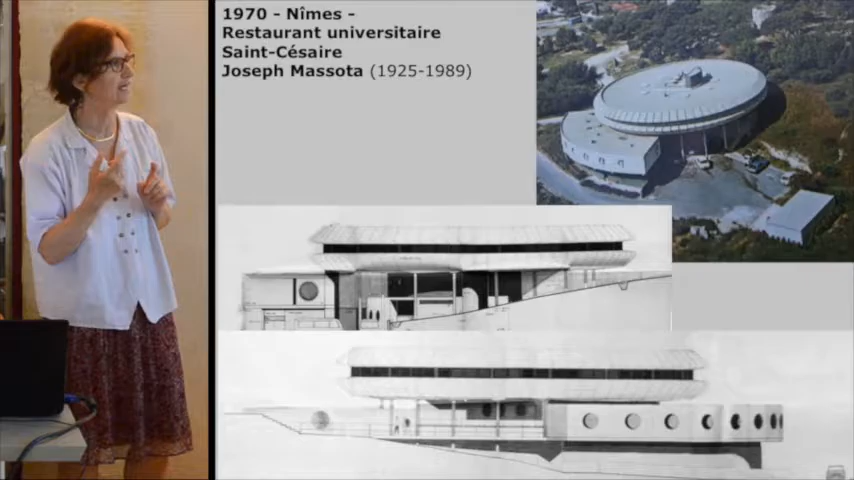 1970 - Nîmes -
Restaurant universitaire
Saint-Césaire
Joseph Massota (1925-1989)